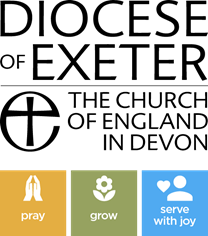 DIOCESE
OF EXETER
THE CHURCH
OF ENGLAND
IN DEVON
pray
grow
serve
with joy